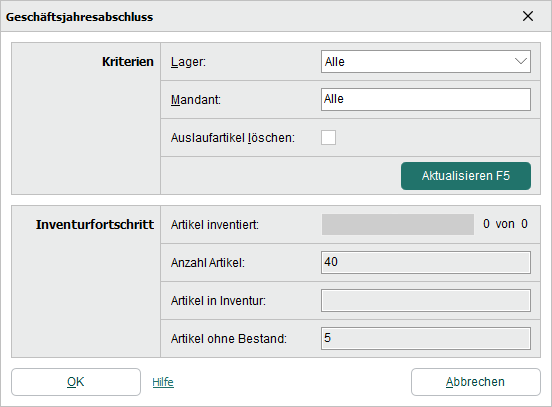 Geschäftsjahresabschluss
Kriterien
Lager:
Alle
Mandant:
Alle
Auslaufartikel löschen:
Aktualisieren F5
Inventurfortschritt
Artikel inventiert:
0 von 0
Anzahl Artikel:
40
Artikel in Inventur:
Artikel ohne Bestand:
5
OK
Hilfe
Abbrechen